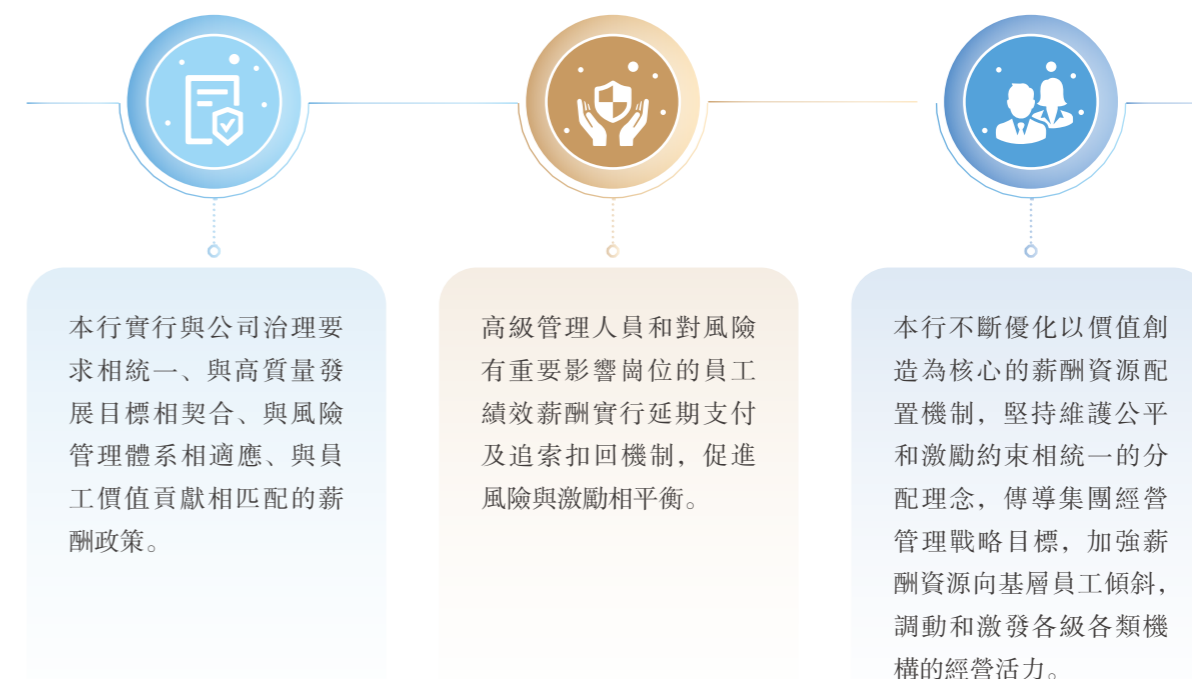 本行實行與公司治理要
求相統一、與高質量發
展目標相契合、與風險
管理體系相適應、與員
工價值貢獻相匹配的薪
酬政策。
高級管理人員和對風險
有重要影響崗位的員工
績效薪酬實行延期支付
及追索扣回機制，促進
風險與激勵相平衡。
本行不斷優化以價值創
造為核心的薪酬資源配
置機制，堅持維護公平
和激勵約束相統一的分
配理念，傳導集團經營
管理戰略目標，加強薪
酬資源向基層員工傾斜，
調動和激發各級各類機
構的經營活力。